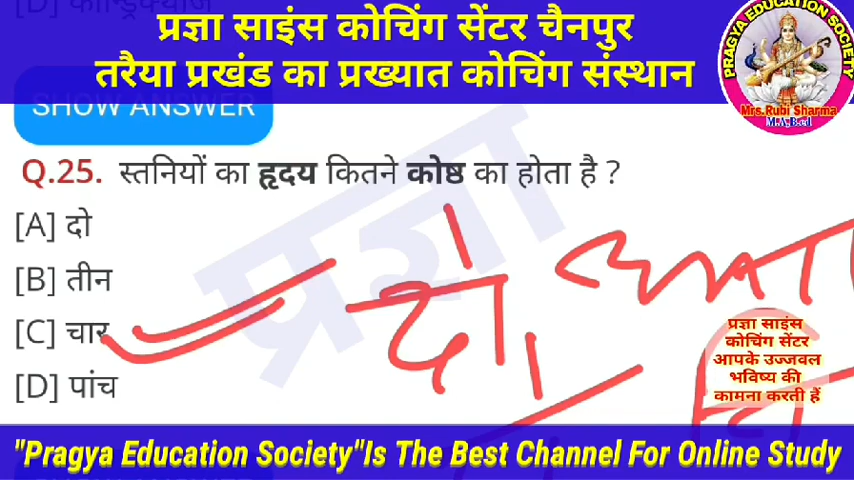 [D] कॉन्ड्रिक्थीज
प्रज्ञा साइंस कोचिंग सेंटर चैनपुर
तरैया प्रखंड का प्रख्यात कोचिंग संस्थान
PRAGYA EDUCATION SOCIETY
Mrs.Rubi Sharma
M.A, B.ed
SHOW ANSWER
Q.25. स्तनियों का हृदय कितने कोष्ठ का होता है ?
[A] दो
[B] तीन
[C] चार
[D] पांच
प्रज्ञा
दो
प्रज्ञा साइंस
कोचिंग सेंटर
आपके उज्जवल
भविष्य की
कामना करती हें
"Pragya Education Society"Is The Best Channel For Online Study